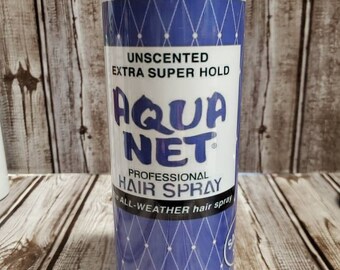 UNSCENTED
EXTRA SUPER HOLD
AQUA
NET®
PROFESSIONAL
HAIR SPRAY
ALL-WEATHER hair spray